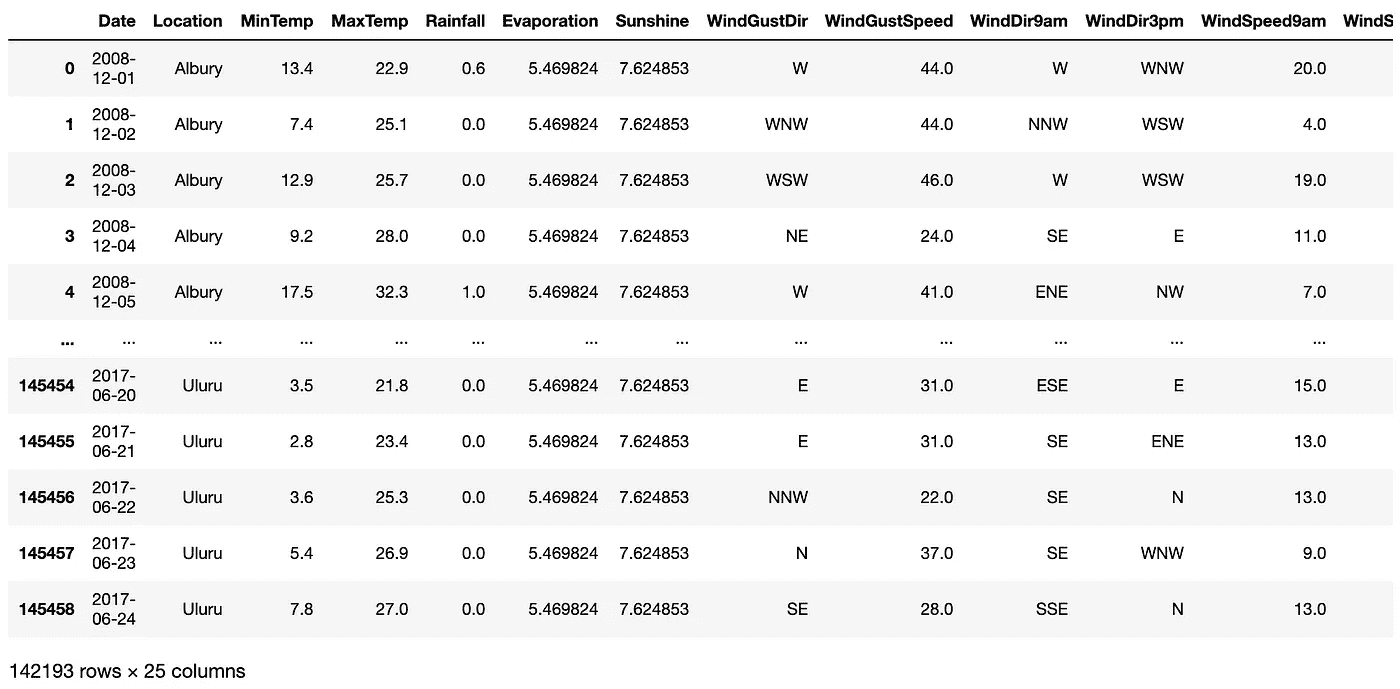 Date Location MinTemp MaxTemp Rainfall Evaporation Sunshine WindGustDir WindGustSpeed WindDir9am WindDir3pm WindSpeed9am WindS
0 2008-12-01 Albury 13.4 22.9 0.6 5.469824 7.624853 W 44.0 W WNW 20.0
1 2008-12-02 Albury 7.4 25.1 0.0 5.469824 7.624853 WNW 44.0 NNW WSW 4.0
2 2008-12-03 Albury 12.9 25.7 0.0 5.469824 7.624853 WSW 46.0 W WSW 19.0
3 2008-12-04 Albury 9.2 28.0 0.0 5.469824 7.624853 NE 24.0 SE E 11.0
4 2008-12-05 Albury 17.5 32.3 1.0 5.469824 7.624853 W 41.0 ENE NW 7.0
... ... ... ... ... ... ... ... ... ... ... ... ...
145454 2017-06-20 Uluru 3.5 21.8 0.0 5.469824 7.624853 E 31.0 ESE E 15.0
145455 2017-06-21 Uluru 2.8 23.4 0.0 5.469824 7.624853 E 31.0 SE ENE 13.0
145456 2017-06-22 Uluru 3.6 25.3 0.0 5.469824 7.624853 NNW 22.0 SE N 13.0
145457 2017-06-23 Uluru 5.4 26.9 0.0 5.469824 7.624853 N 37.0 SE WNW 9.0
145458 2017-06-24 Uluru 7.8 27.0 0.0 5.469824 7.624853 SE 28.0 SSE N 13.0
142193 rows × 25 columns